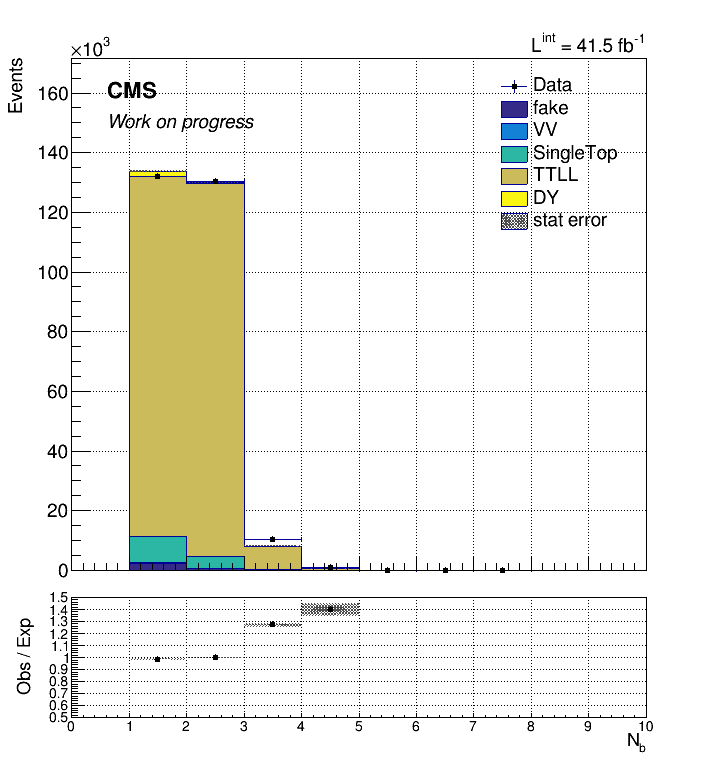 ×10³
L^int = 41.5 fb⁻¹
Events
CMS
Work on progress
Data
fake
VV
SingleTop
TTLL
DY
stat error
160
140
120
100
80
60
40
20
0
Obs / Exp
1.5
1.4
1.3
1.2
1.1
1
0.9
0.8
0.7
0.6
0.5
0 1 2 3 4 5 6 7 8 9 10
N_b